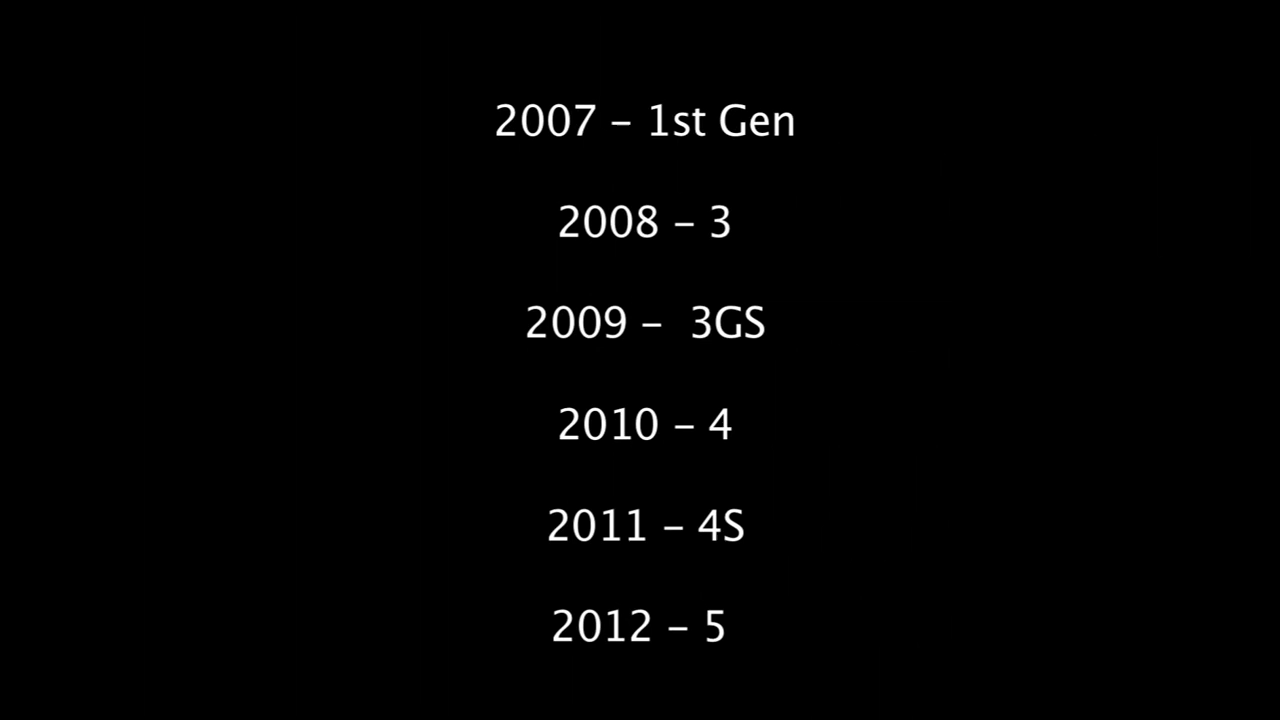 2007 – 1st Gen
2008 – 3
2009 –  3GS
2010 – 4
2011 – 4S
2012 – 5